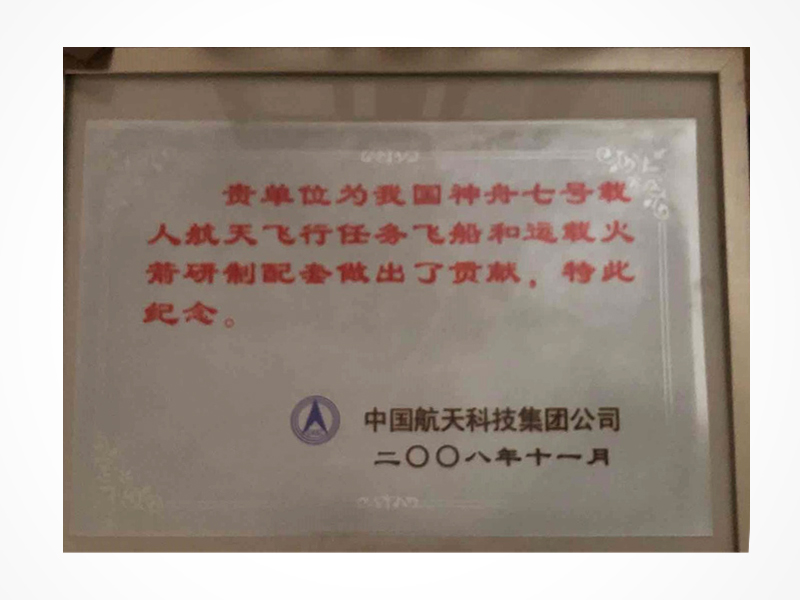 贵单位为我国神舟七号载
人航天飞行任务飞船和运载火
箭研制配套做出了贡献，特此
纪念。
中国航天科技集团公司
二〇〇八年十一月